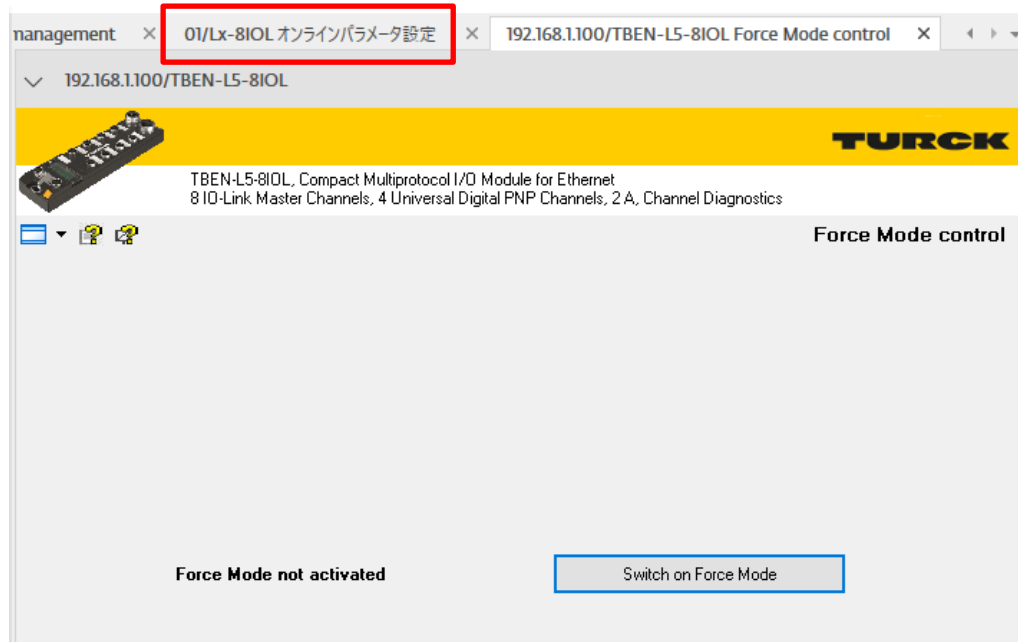 nanagement × 01/Lx-8IOL オンラインパラメータ設定 × 192.168.1.100/TBEN-L5-8IOL Force Mode control ×
192.168.1.100/TBEN-L5-8IOL
TURCK
TBEN-L5-8IOL, Compact Multiprotocol I/O Module for Ethernet
8 IO-Link Master Channels, 4 Universal Digital PNP Channels, 2 A, Channel Diagnostics
Force Mode control
Force Mode not activated Switch on Force Mode